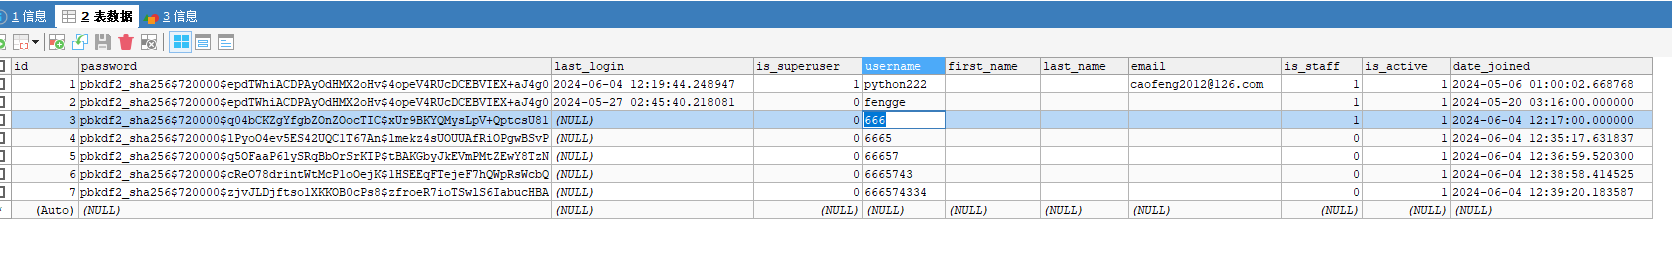 1 信息 2 表数据 3 信息
id password last_login is_superuser username first_name last_name email is_staff is_active date_joined
1 pbkdf2_sha256$720000$epdTWhiACDPAyOdHMX2oHv$4opeV4RUcDCEBVIEX+aJ4g0 2024-06-04 12:19:44.248947 1 python222 caofeng2012@126.com 1 1 2024-05-06 01:00:02.668768
2 pbkdf2_sha256$720000$epdTWhiACDPAyOdHMX2oHv$4opeV4RUcDCEBVIEX+aJ4g0 2024-05-27 02:45:40.218081 0 fengge 1 1 2024-05-20 03:16:00.000000
3 pbkdf2_sha256$720000$q04bCKZgYfgbZOnZOocTIC$xUr9BKYQMysLpV+QptcsU8l (NULL) 0 666 1 1 2024-06-04 12:17:00.000000
4 pbkdf2_sha256$720000$lPyoO4ev5ES42UQClT67An$lmekz4sUOUUAfRiOPgwBSvP (NULL) 0 6665 0 1 2024-06-04 12:35:17.631837
5 pbkdf2_sha256$720000$q5OFaaP6lySRqBbOrSrKIP$tBAKGbyJkEVmPMtZEwY8TzN (NULL) 0 66657 0 1 2024-06-04 12:36:59.520300
6 pbkdf2_sha256$720000$cReO78drintWtMcPloOejK$lHSEEqFTejeF7hQWpRsWcbQ (NULL) 0 6665743 0 1 2024-06-04 12:38:58.414525
7 pbkdf2_sha256$720000$zjvJLDjftsolXKKOB0cPs8$zfroeR7ioTSwlS6IabucHBA (NULL) 0 666574334 0 1 2024-06-04 12:39:20.183587
(Auto) (NULL) (NULL) (NULL) (NULL) (NULL) (NULL) (NULL) (NULL) (NULL) (NULL)